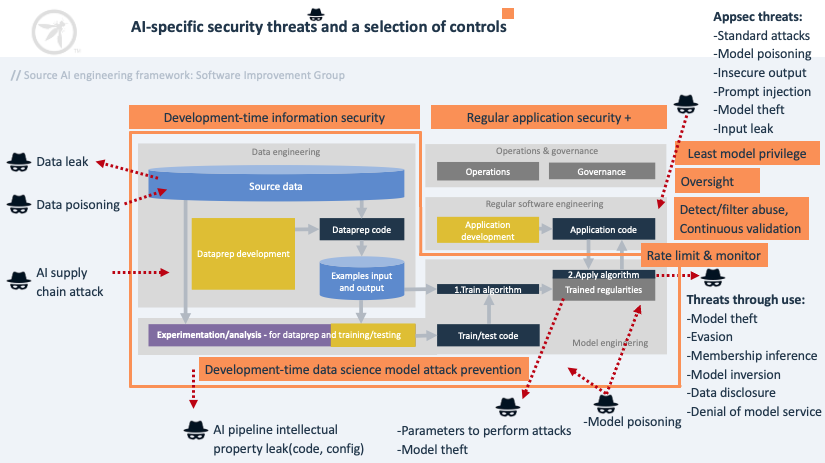 AI-specific security threats and a selection of controls
// Source AI engineering framework: Software Improvement Group
Appsec threats:
-Standard attacks
-Model poisoning
-Insecure output
-Prompt injection
-Model theft
-Input leak
Development-time information security
Regular application security +
Data engineering
Operations & governance
Least model privilege
Data leak
Source data
Operations
Governance
Oversight
Data poisoning
Regular software engineering
Detect/filter abuse,
Continuous validation
Dataprep development
Dataprep code
Application
development
Application code
Rate limit & monitor
AI supply
chain attack
Examples input
and output
1.Train algorithm
2.Apply algorithm
Trained regularities
Threats through use:
-Model theft
-Evasion
-Membership inference
-Model inversion
-Data disclosure
-Denial of model service
Experimentation/analysis - for dataprep and training/testing
Train/test code
Model engineering
Development-time data science model attack prevention
AI pipeline intellectual
property leak(code, config)
-Parameters to perform attacks
-Model theft
-Model poisoning